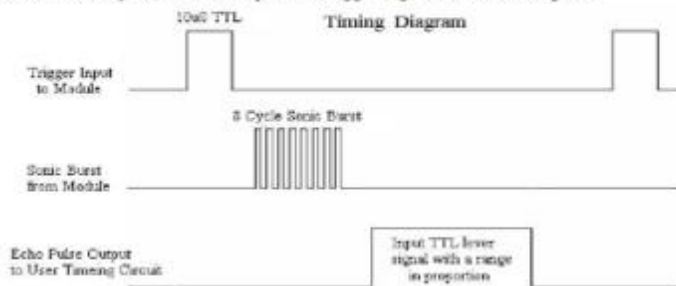 10uS TTL
Timing Diagram
Trigger Input
to Module
8 Cycle Sonic Burst
Sonic Burst
from Module
Echo Pulse Output
to User Timeing Circuit
Input TTL lever
signal with a range
in proportion